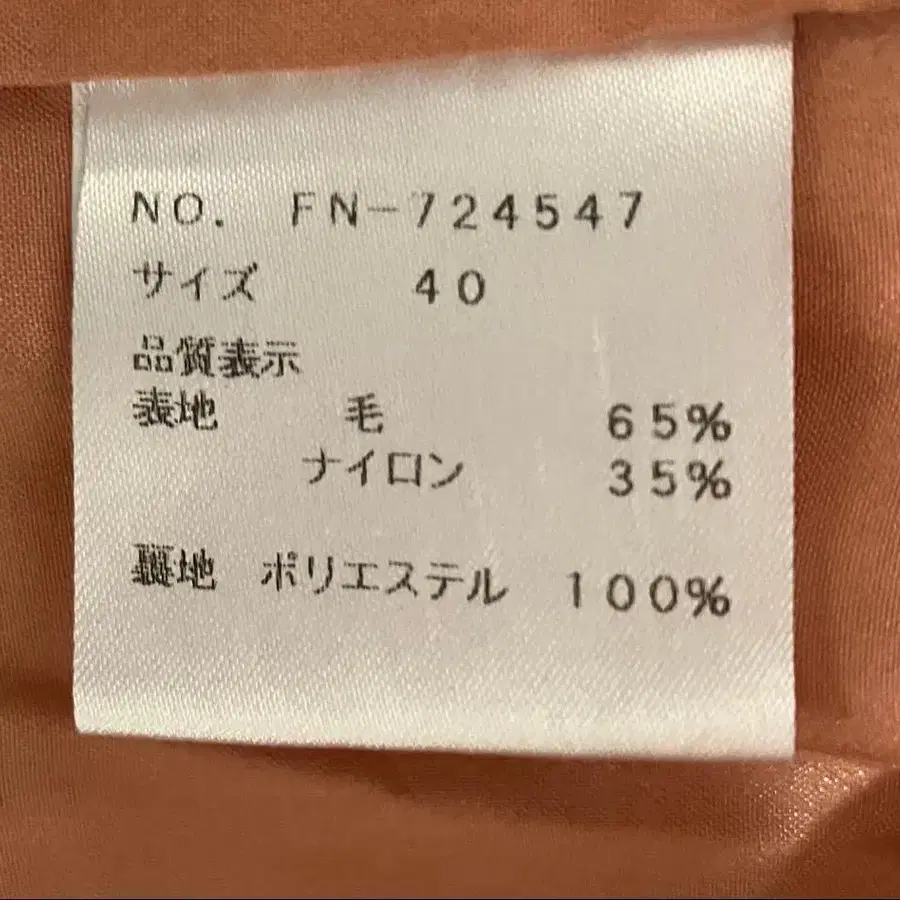 NO. FN-724547
サイズ 40
品質表示
表地 毛 65%
ナイロン 35%
裏地 ポリエステル 100%